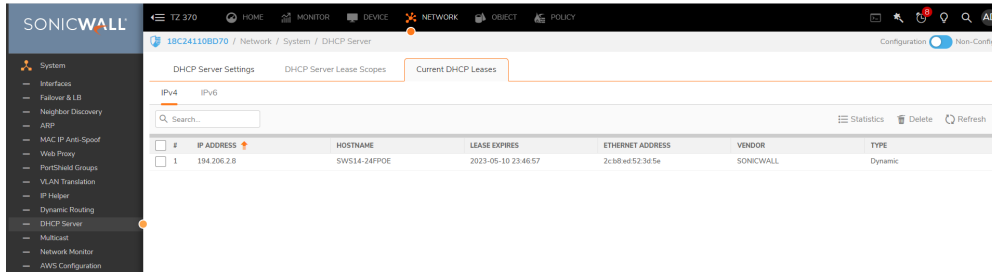 SONICWALL
TZ 370 HOME MONITOR DEVICE NETWORK OBJECT POLICY
8
18C24110BD70 / Network / System / DHCP Server Configuration Non-Config
System
Interfaces
Failover & LB
Neighbor Discovery
ARP
MAC IP Anti-Spoof
Web Proxy
PortShield Groups
VLAN Translation
IP Helper
Dynamic Routing
DHCP Server
Multicast
Network Monitor
AWS Configuration
DHCP Server Settings DHCP Server Lease Scopes Current DHCP Leases
IPv4 IPv6
Search... Statistics Delete Refresh
# IP ADDRESS HOSTNAME LEASE EXPIRES ETHERNET ADDRESS VENDOR TYPE
1 194.206.2.8 SWS14-24FPOE 2023-05-10 23:46:57 2c:b8:ed:52:3d:5e SONICWALL Dynamic